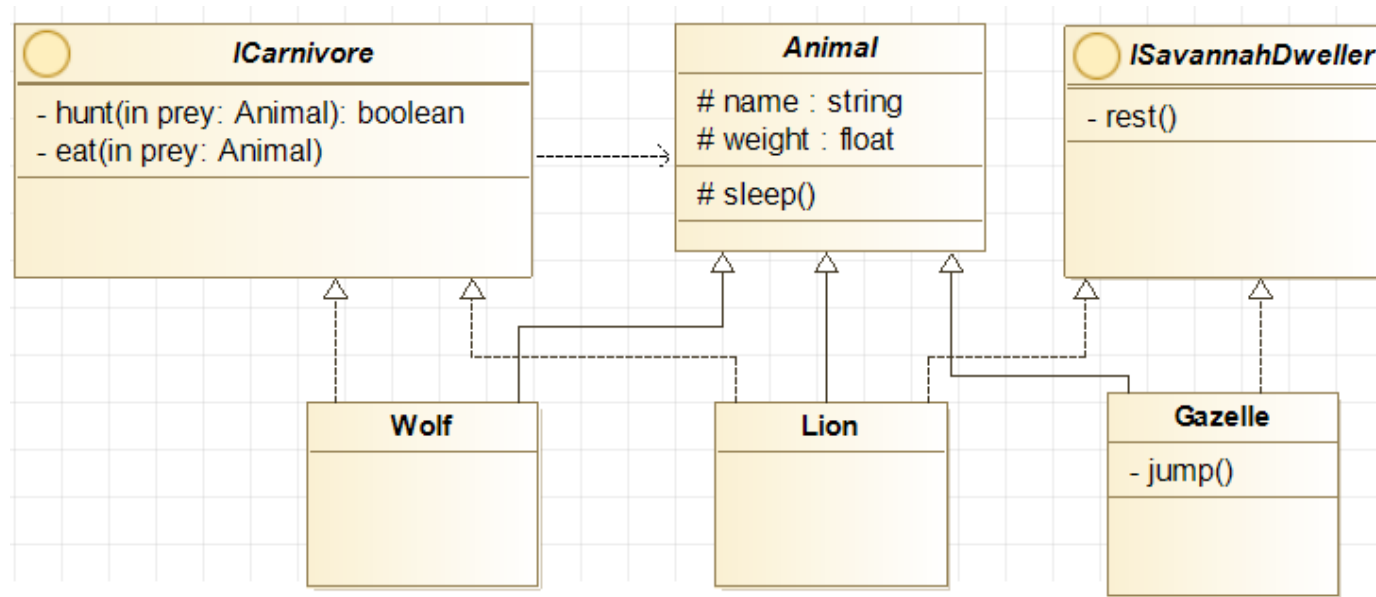 ICarnivore
- hunt(in prey: Animal): boolean
- eat(in prey: Animal)
Animal
# name : string
# weight : float
# sleep()
ISavannahDweller
- rest()
Wolf
Lion
Gazelle
- jump()